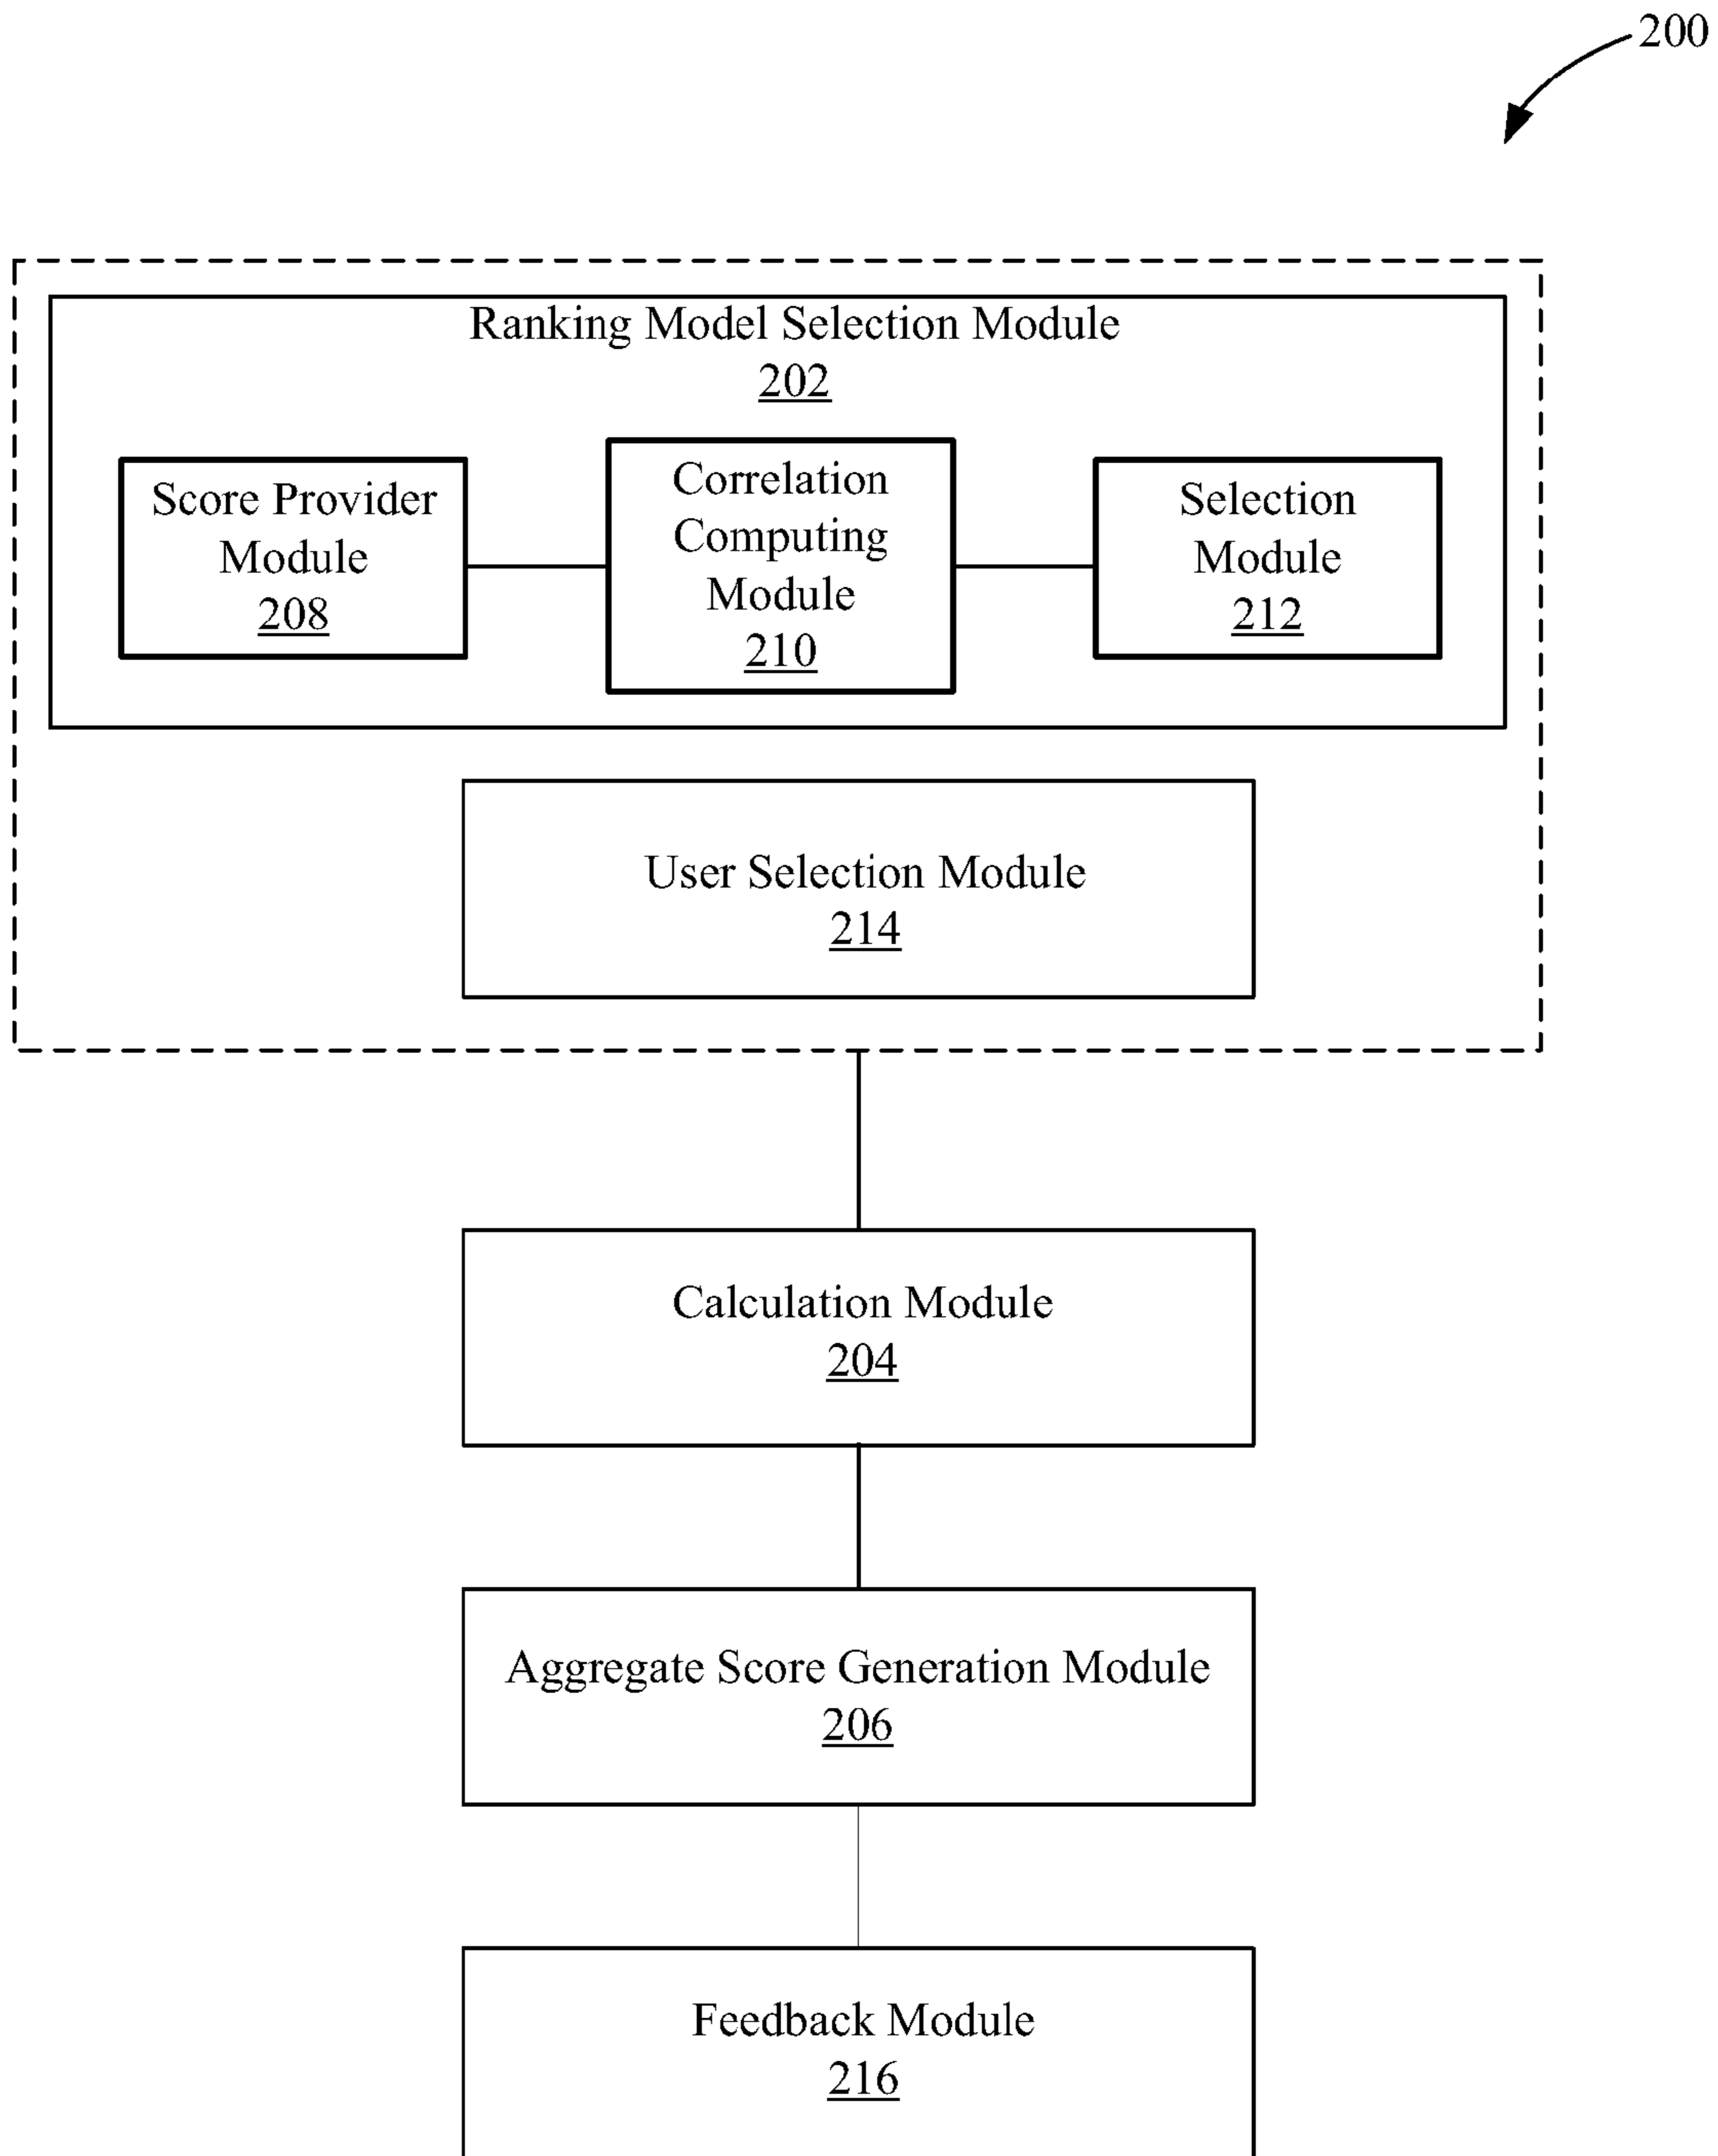 200
Ranking Model Selection Module
202
Score Provider
Module
208
Correlation
Computing
Module
210
Selection
Module
212
User Selection Module
214
Calculation Module
204
Aggregate Score Generation Module
206
Feedback Module
216